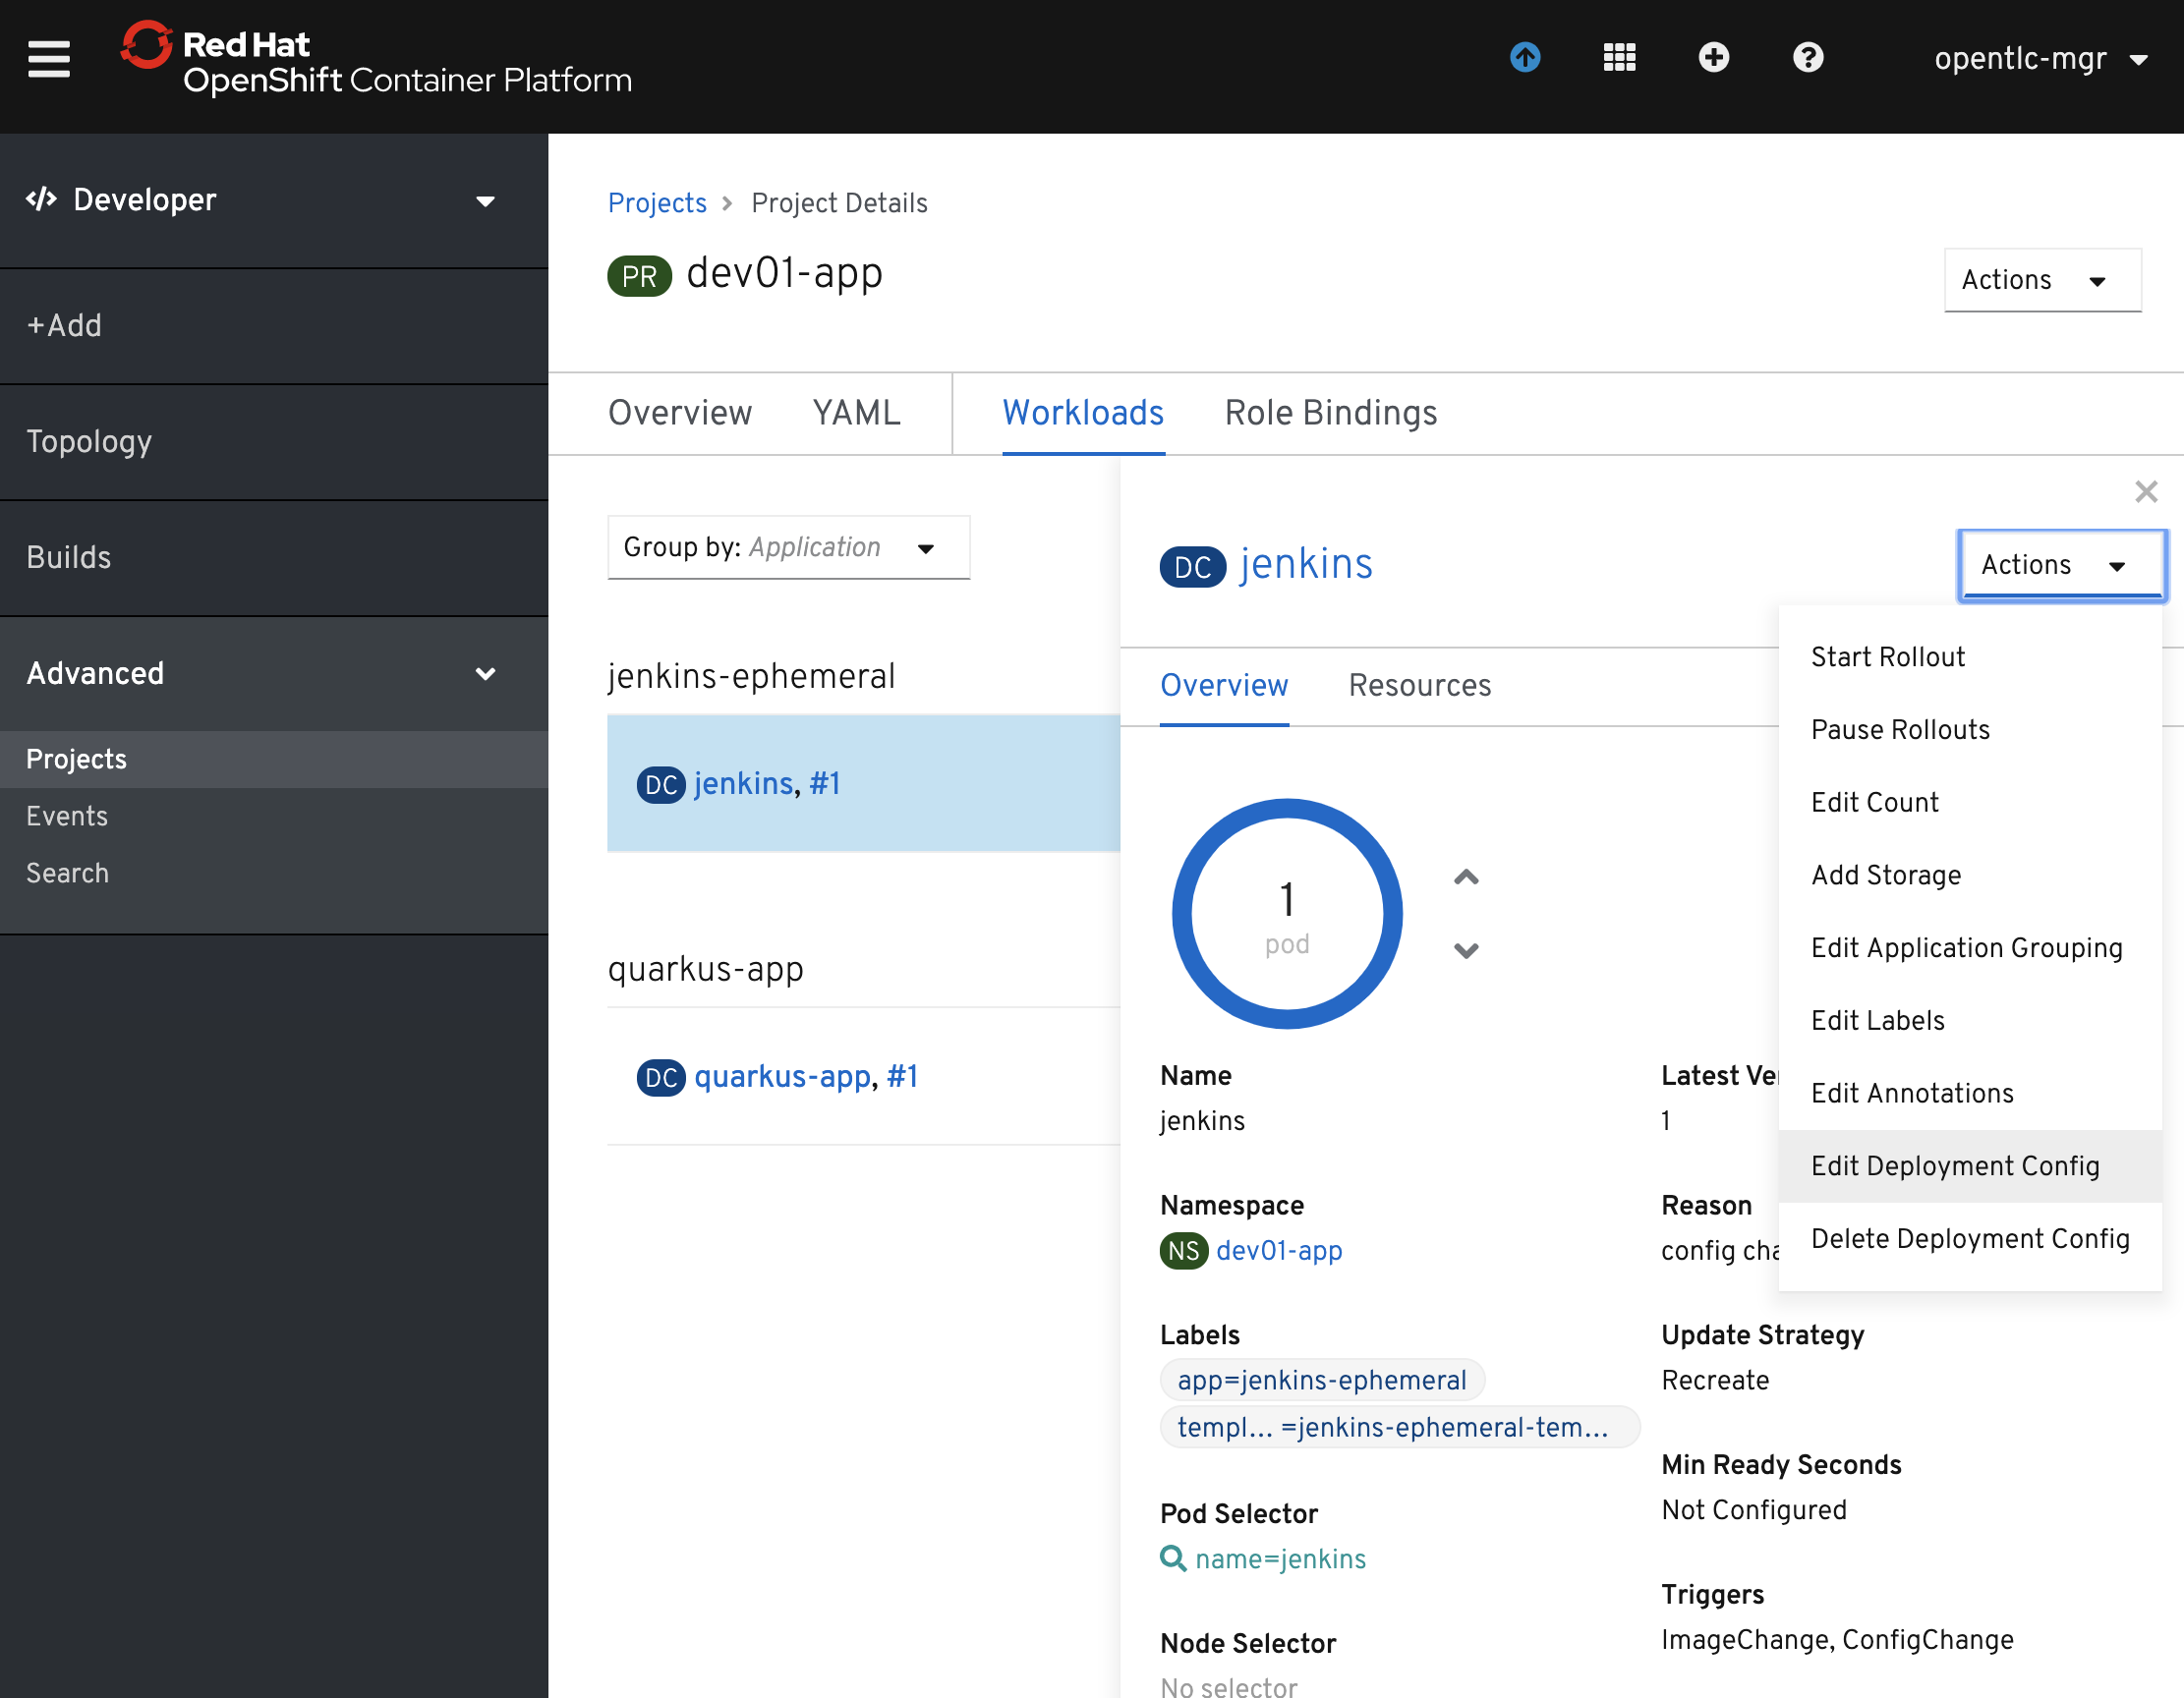 Red Hat
OpenShift Container Platform
opentlc-mgr
Developer
+Add
Topology
Builds
Advanced
Projects
Events
Search
Projects > Project Details
PR dev01-app
Actions
Overview YAML Workloads Role Bindings
Group by: Application
jenkins-ephemeral
DC jenkins, #1
quarkus-app
DC quarkus-app, #1
DC jenkins
Actions
Start Rollout
Pause Rollouts
Edit Count
Add Storage
Edit Application Grouping
Edit Labels
Edit Annotations
Edit Deployment Config
Delete Deployment Config
Overview Resources
1
pod
Name
jenkins
Namespace
NS dev01-app
Labels
app=jenkins-ephemeral
templ... =jenkins-ephemeral-tem...
Pod Selector
name=jenkins
Node Selector
No selector
Latest
1
Reason
config
Update Strategy
Recreate
Min Ready Seconds
Not Configured
Triggers
ImageChange, ConfigChange